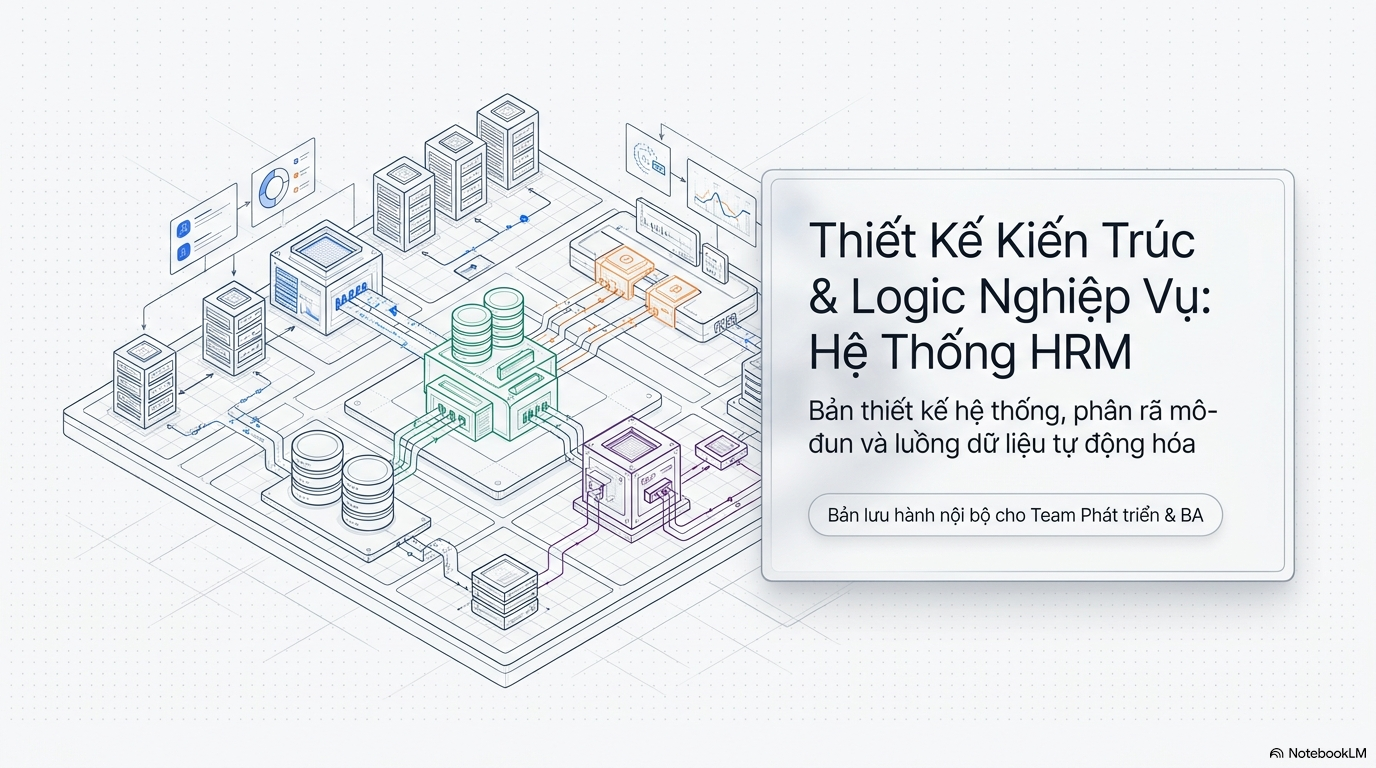 Thiết Kế Kiến Trúc
& Logic Nghiệp Vụ:
Hệ Thống HRM
Bản thiết kế hệ thống, phân rã mô-
đun và luồng dữ liệu tự động hóa
Bản lưu hành nội bộ cho Team Phát triển & BA
NotebookLM